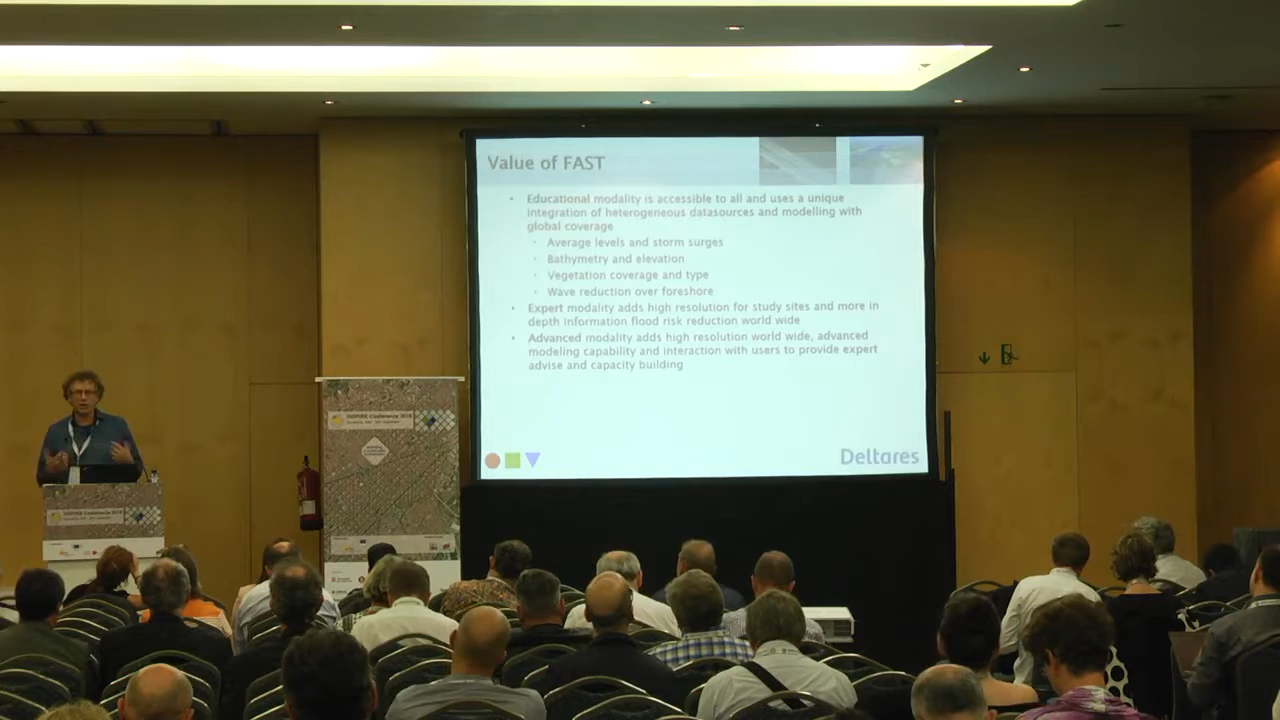 Value of FAST
Educational modality is accessible to all and uses a unique
integration of heterogeneous datasources and modelling with
global coverage
Average levels and storm surges
Bathymetry and elevation
Vegetation coverage and type
Wave reduction over foreshore
Expert modality adds high resolution for study sites and more in
depth information flood risk reduction world wide
Advanced modality adds high resolution world wide, advanced
modeling capability and interaction with users to provide expert
advise and capacity building
Deltares
INSPIRE Conference 2018
INSPIRE Conference 2018